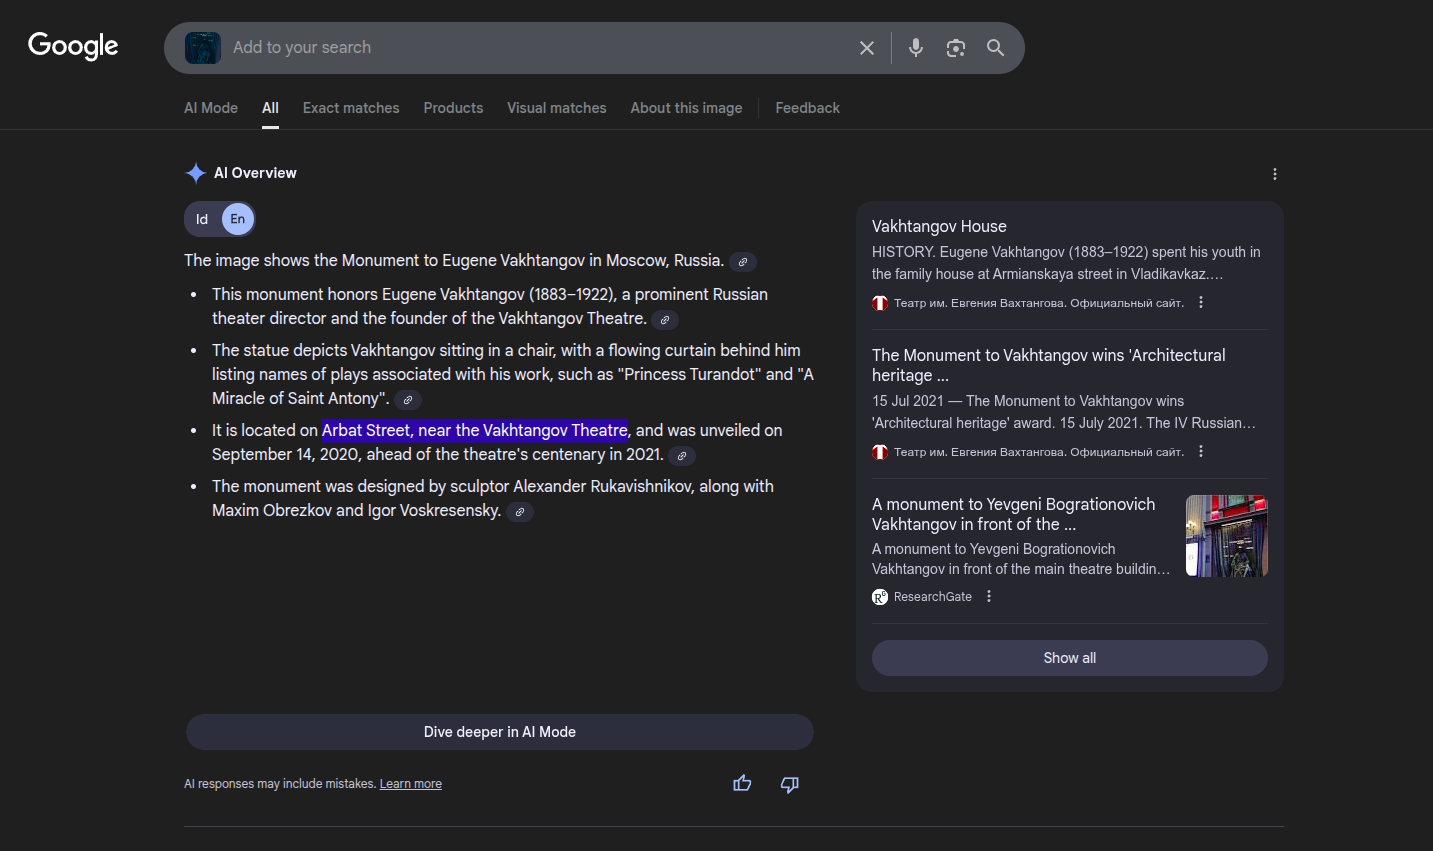 Google
Add to your search
AI Mode
All
Exact matches
Products
Visual matches
About this image
Feedback
AI Overview
Id
En
The image shows the Monument to Eugene Vakhtangov in Moscow, Russia.
• This monument honors Eugene Vakhtangov (1883–1922), a prominent Russian
theater director and the founder of the Vakhtangov Theatre.
• The statue depicts Vakhtangov sitting in a chair, with a flowing curtain behind him
listing names of plays associated with his work, such as "Princess Turandot" and "A
Miracle of Saint Antony".
• It is located on Arbat Street, near the Vakhtangov Theatre, and was unveiled on
September 14, 2020, ahead of the theatre's centenary in 2021.
• The monument was designed by sculptor Alexander Rukavishnikov, along with
Maxim Obrezkov and Igor Voskresensky.
Dive deeper in AI Mode
AI responses may include mistakes. Learn more
Vakhtangov House
HISTORY. Eugene Vakhtangov (1883–1922) spent his youth in
the family house at Armianskaya street in Vladikavkaz....
Театр им. Евгения Вахтангова. Официальный сайт.
The Monument to Vakhtangov wins 'Architectural
heritage ...
15 Jul 2021 — The Monument to Vakhtangov wins
'Architectural heritage' award. 15 July 2021. The IV Russian...
Театр им. Евгения Вахтангова. Официальный сайт.
A monument to Yevgeni Bogrationovich
Vakhtangov in front of the ...
A monument to Yevgeni Bogrationovich
Vakhtangov in front of the main theatre buildin...
ResearchGate
Show all